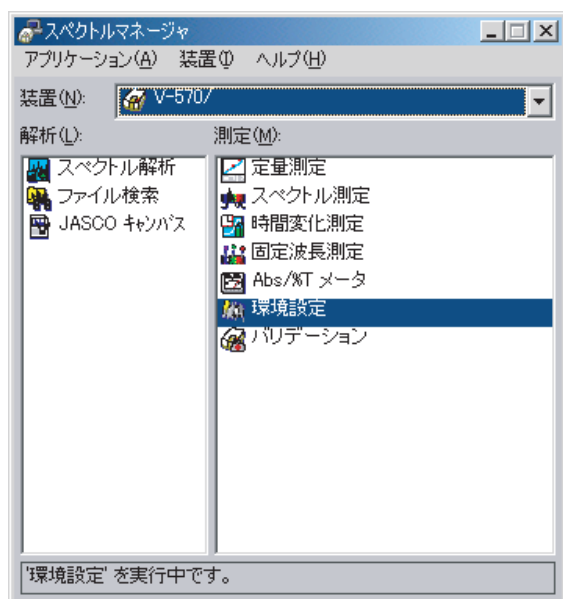 スペクトルマネージャ
アプリケーション(A) 装置(I) ヘルプ(H)
装置(N): V-570/
解析(L):
スペクトル解析
ファイル検索
JASCO キャンバス
測定(M):
定量測定
スペクトル測定
時間変化測定
固定波長測定
Abs/%T メータ
環境設定
バリデーション
'環境設定' を実行中です。